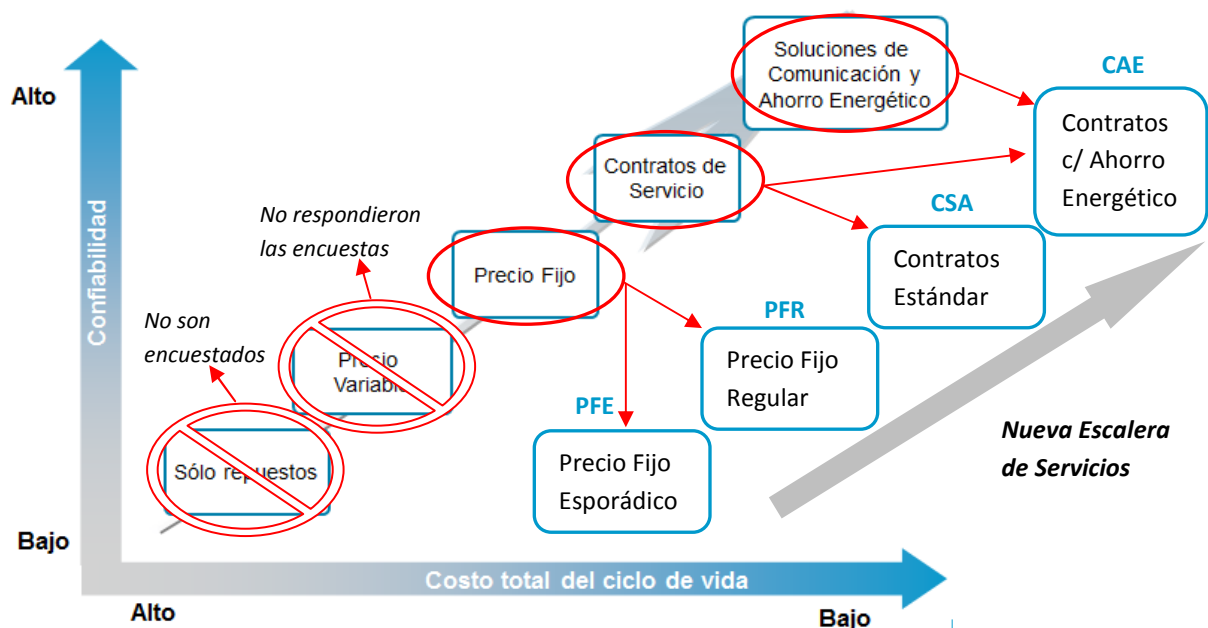 Soluciones de
Comunicación y
Ahorro Energético
CAE
Alto
Contratos
c/ Ahorro
Energético
Contratos de
Servicio
No respondieron
las encuestas
CSA
Confiabilidad
Precio Fijo
Contratos
Estándar
No son
encuestados
PFR
Precio
Variable
Precio Fijo
Regular
PFE
Nueva Escalera
de Servicios
Sólo repuestos
Precio Fijo
Esporádico
Bajo
Costo total del ciclo de vida
Alto
Bajo